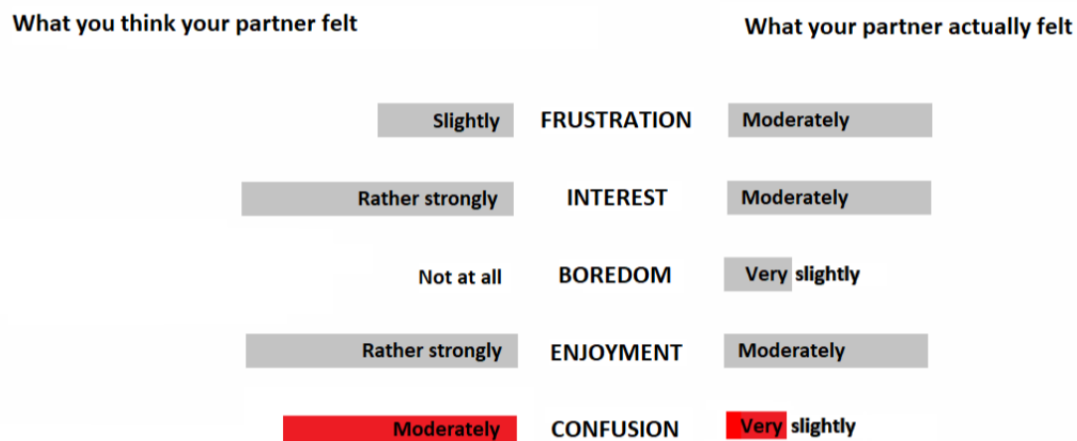 What you think your partner felt What your partner actually felt
Slightly FRUSTRATION Moderately
Rather strongly INTEREST Moderately
Not at all BOREDOM Very slightly
Rather strongly ENJOYMENT Moderately
Moderately CONFUSION Very slightly